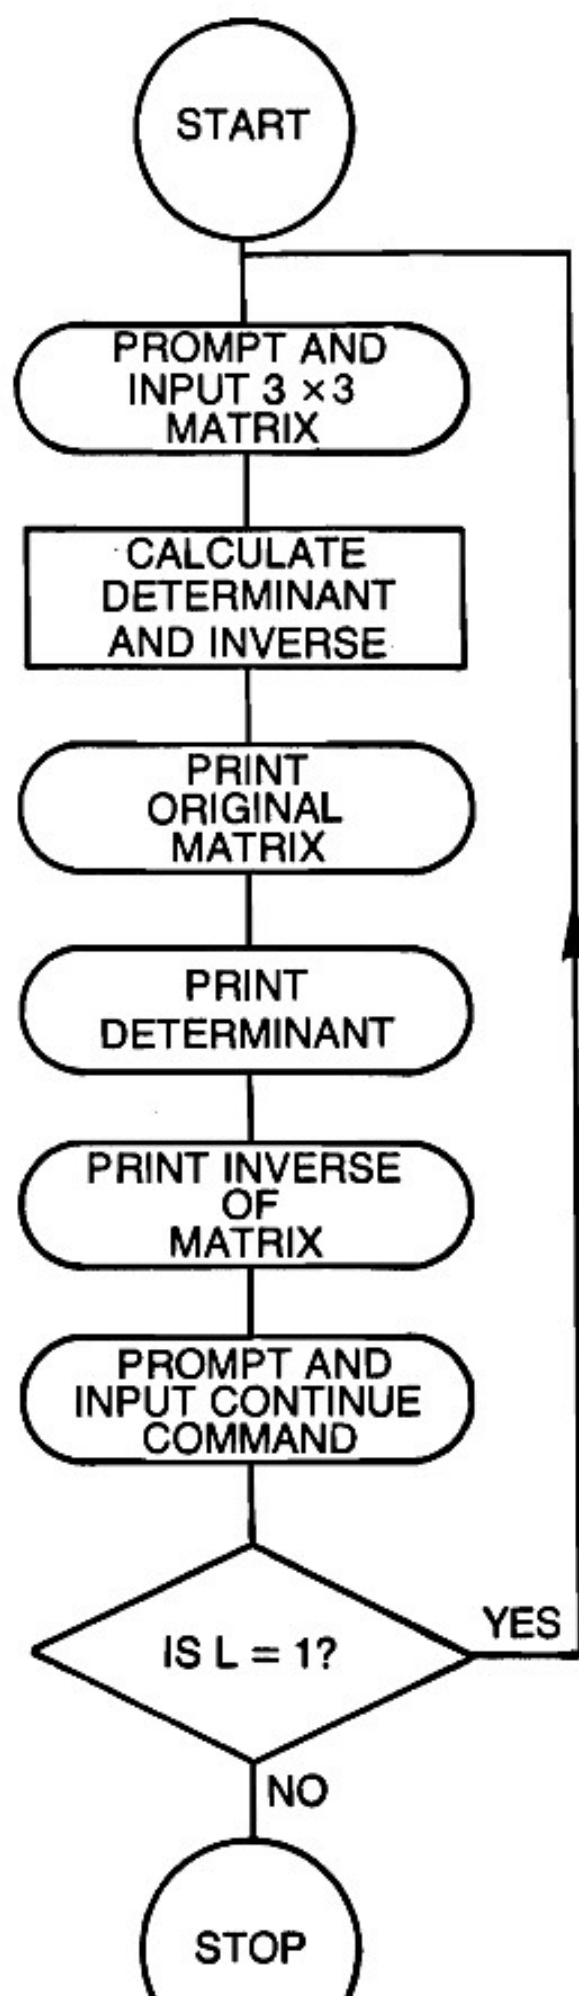 START
PROMPT AND
INPUT 3 ×3
MATRIX
CALCULATE
DETERMINANT
AND INVERSE
PRINT
ORIGINAL
MATRIX
PRINT
DETERMINANT
PRINT INVERSE
OF
MATRIX
PROMPT AND
INPUT CONTINUE
COMMAND
IS L = 1?
YES
NO
STOP